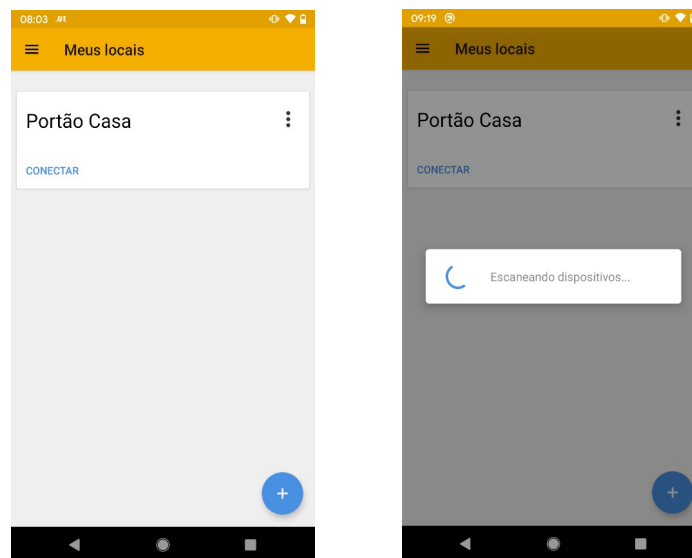 08:03
Meus locais
Portão Casa
CONECTAR
09:19
Meus locais
Portão Casa
CONECTAR
Escaneando dispositivos...